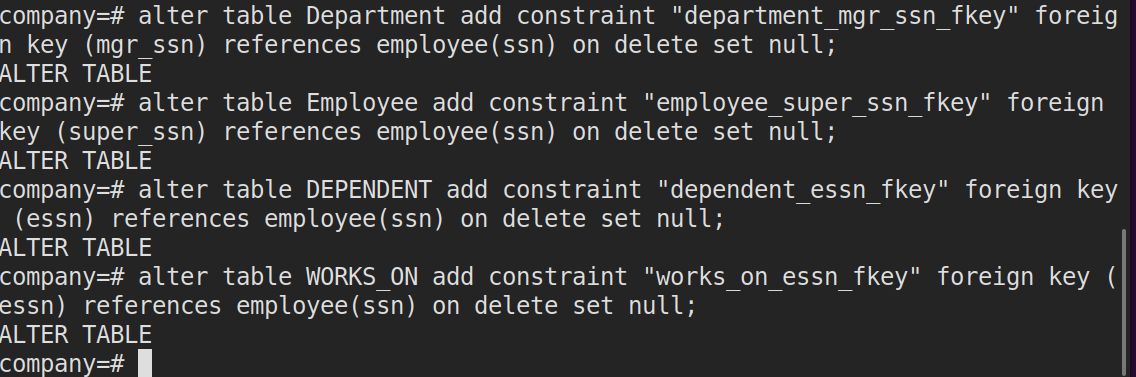 company=# alter table Department add constraint "department_mgr_ssn_fkey" foreig
n key (mgr_ssn) references employee(ssn) on delete set null;
ALTER TABLE
company=# alter table Employee add constraint "employee_super_ssn_fkey" foreign
key (super_ssn) references employee(ssn) on delete set null;
ALTER TABLE
company=# alter table DEPENDENT add constraint "dependent_essn_fkey" foreign key
 (essn) references employee(ssn) on delete set null;
ALTER TABLE
company=# alter table WORKS_ON add constraint "works_on_essn_fkey" foreign key (
essn) references employee(ssn) on delete set null;
ALTER TABLE
company=#